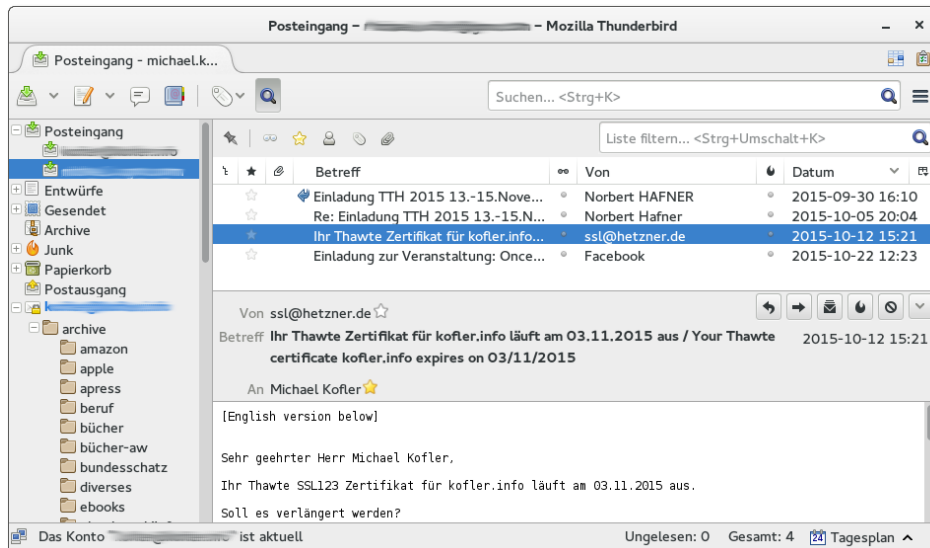 Posteingang – – Mozilla Thunderbird
Posteingang - michael.k...
Suchen... <Strg+K>
Liste filtern... <Strg+Umschalt+K>
Posteingang
Entwürfe
Gesendet
Archive
Junk
Papierkorb
Postausgang
archive
amazon
apple
apress
beruf
bücher
bücher-aw
bundesschatz
diverses
ebooks
Betreff Von Datum
Einladung TTH 2015 13.-15.Nove... Norbert HAFNER 2015-09-30 16:10
Re: Einladung TTH 2015 13.-15.N... Norbert Hafner 2015-10-05 20:04
Ihr Thawte Zertifikat für kofler.info... ssl@hetzner.de 2015-10-12 15:21
Einladung zur Veranstaltung: Once... Facebook 2015-10-22 12:23
Von ssl@hetzner.de
Betreff Ihr Thawte Zertifikat für kofler.info läuft am 03.11.2015 aus / Your Thawte 2015-10-12 15:21
certificate kofler.info expires on 03/11/2015
An Michael Kofler
[English version below]
Sehr geehrter Herr Michael Kofler,
Ihr Thawte SSL123 Zertifikat für kofler.info läuft am 03.11.2015 aus.
Soll es verlängert werden?
Das Konto ist aktuell Ungelesen: 0 Gesamt: 4 24 Tagesplan